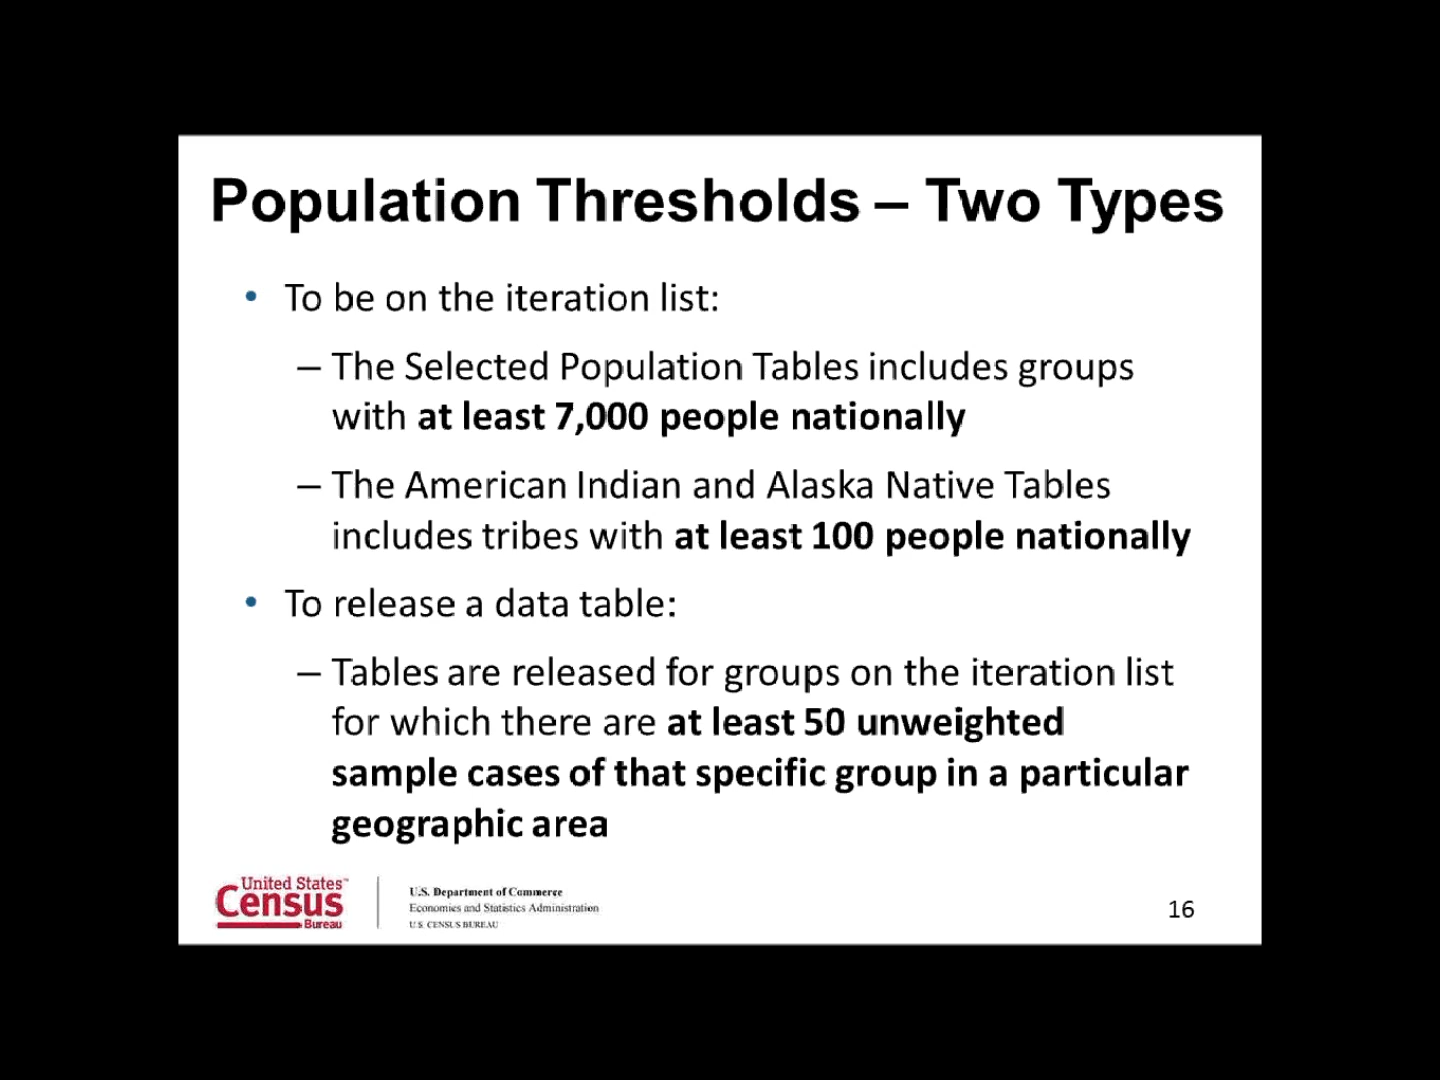 Population Thresholds – Two Types
• To be on the iteration list:
– The Selected Population Tables includes groups
with at least 7,000 people nationally
– The American Indian and Alaska Native Tables
includes tribes with at least 100 people nationally
• To release a data table:
– Tables are released for groups on the iteration list
for which there are at least 50 unweighted
sample cases of that specific group in a particular
geographic area
United States™
Census
Bureau
U.S. Department of Commerce
Economics and Statistics Administration
U.S. CENSUS BUREAU
16